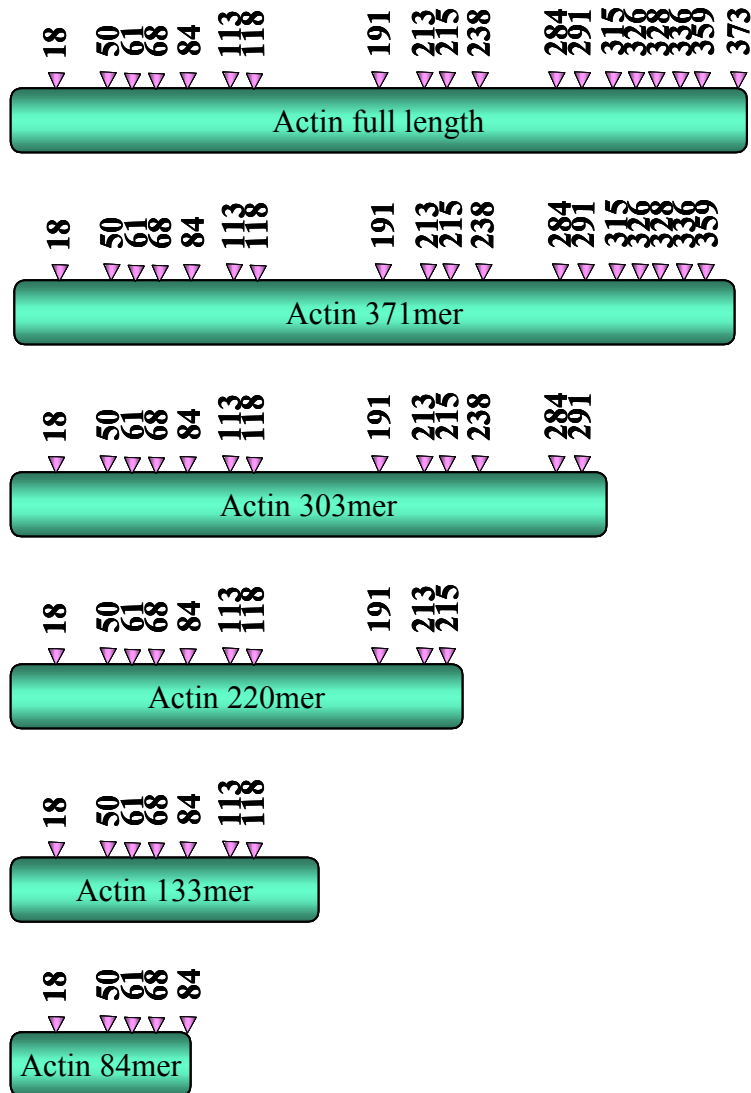 18 50 61 68 84 113 118 191 213 215 238 284 291 315 326 328 336 359 373
Actin full length
18 50 61 68 84 113 118 191 213 215 238 284 291 315 326 328 336 359
Actin 371mer
18 50 61 68 84 113 118 191 213 215 238 284 291
Actin 303mer
18 50 61 68 84 113 118 191 213 215
Actin 220mer
18 50 61 68 84 113 118
Actin 133mer
18 50 61 68 84
Actin 84mer